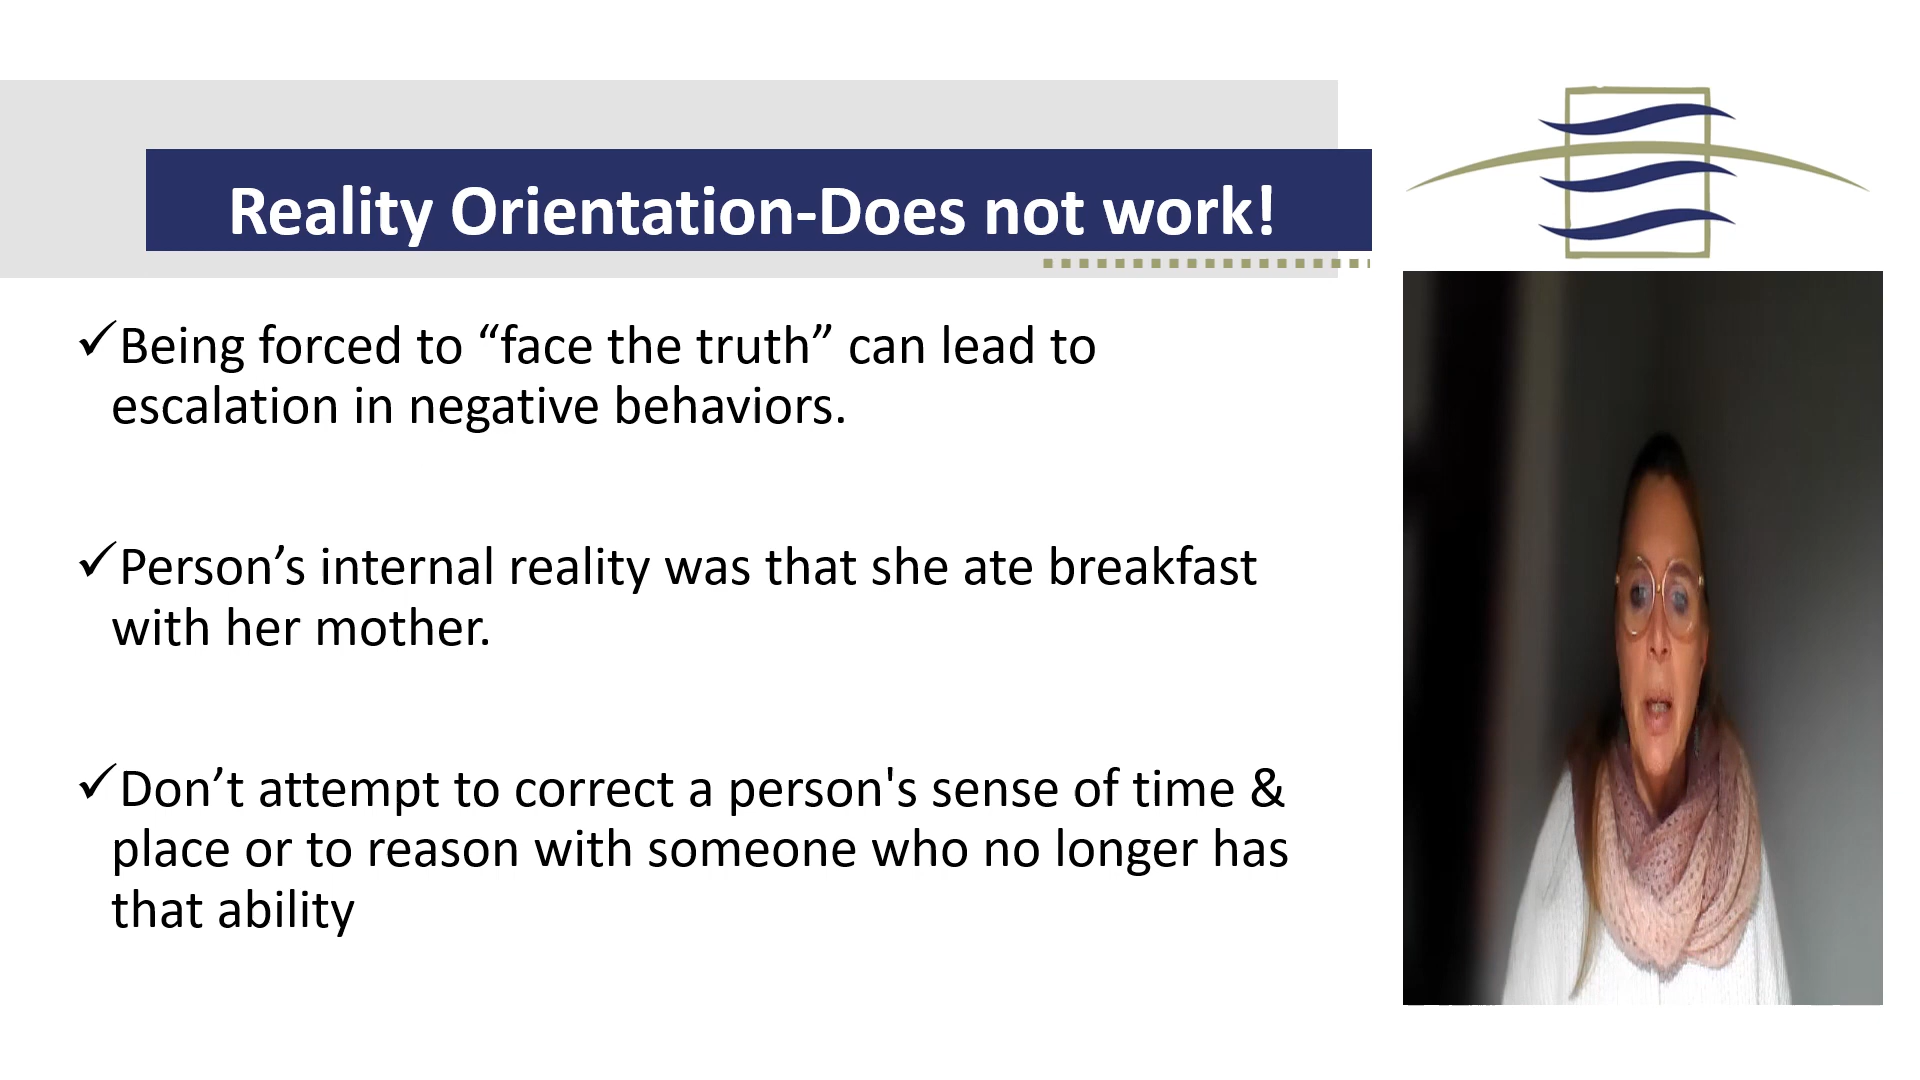 Reality Orientation-Does not work!
✓Being forced to “face the truth” can lead to
escalation in negative behaviors.
✓Person’s internal reality was that she ate breakfast
with her mother.
✓Don’t attempt to correct a person's sense of time &
place or to reason with someone who no longer has
that ability